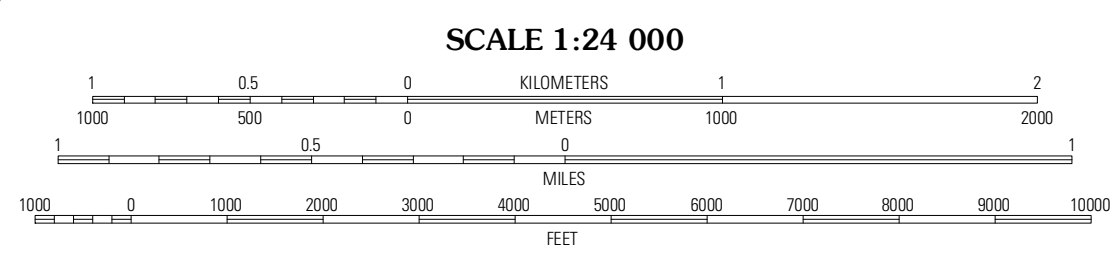 SCALE 1:24 000
1 0.5 0 KILOMETERS 1 2
1000 500 0 METERS 1000 2000
1 0.5 0 1
MILES
1000 0 1000 2000 3000 4000 5000 6000 7000 8000 9000 10000
FEET